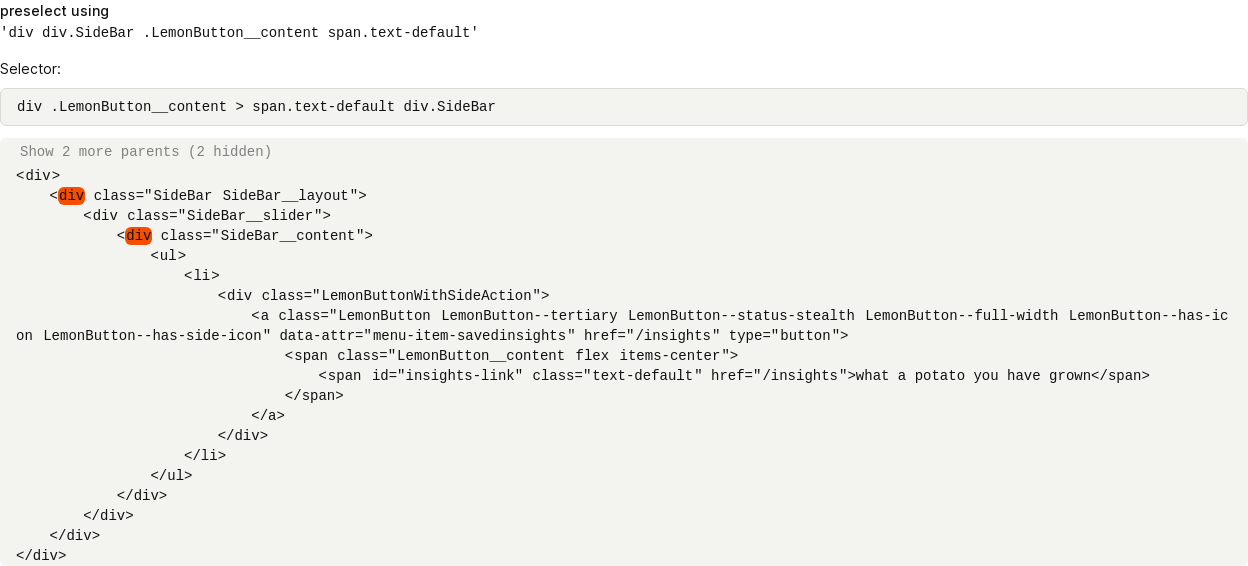 preselect using
'div div.SideBar .LemonButton__content span.text-default'
Selector:
div .LemonButton__content > span.text-default div.SideBar
Show 2 more parents (2 hidden)
<div>
<div class="SideBar SideBar__layout">
<div class="SideBar__slider">
<div class="SideBar__content">
<ul>
<li>
<div class="LemonButtonWithSideAction">
<a class="LemonButton LemonButton--tertiary LemonButton--status-stealth LemonButton--full-width LemonButton--has-ic
on LemonButton--has-side-icon" data-attr="menu-item-savedinsights" href="/insights" type="button">
<span class="LemonButton__content flex items-center">
<span id="insights-link" class="text-default" href="/insights">what a potato you have grown</span>
</span>
</a>
</div>
</li>
</ul>
</div>
</div>
</div>
</div>